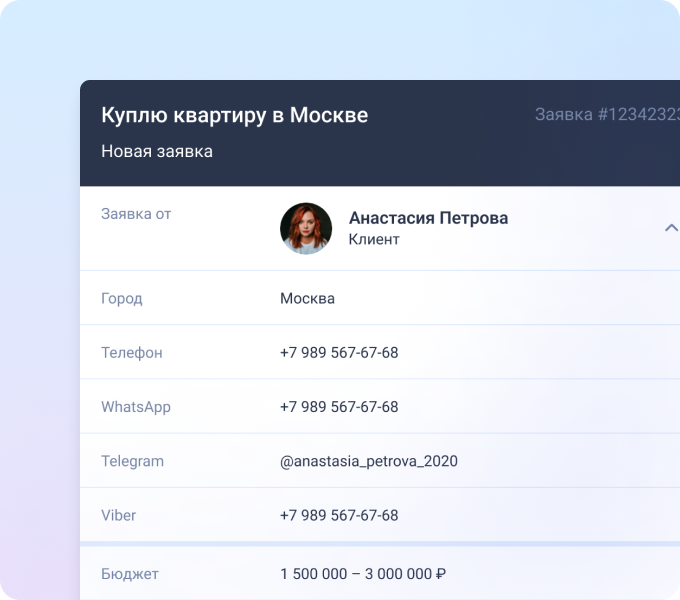 Куплю квартиру в Москве
Заявка #1234232
Новая заявка
Заявка от
Анастасия Петрова
Клиент
Город
Москва
Телефон
+7 989 567-67-68
WhatsApp
+7 989 567-67-68
Telegram
@anastasia_petrova_2020
Viber
+7 989 567-67-68
Бюджет
1 500 000 – 3 000 000 ₽